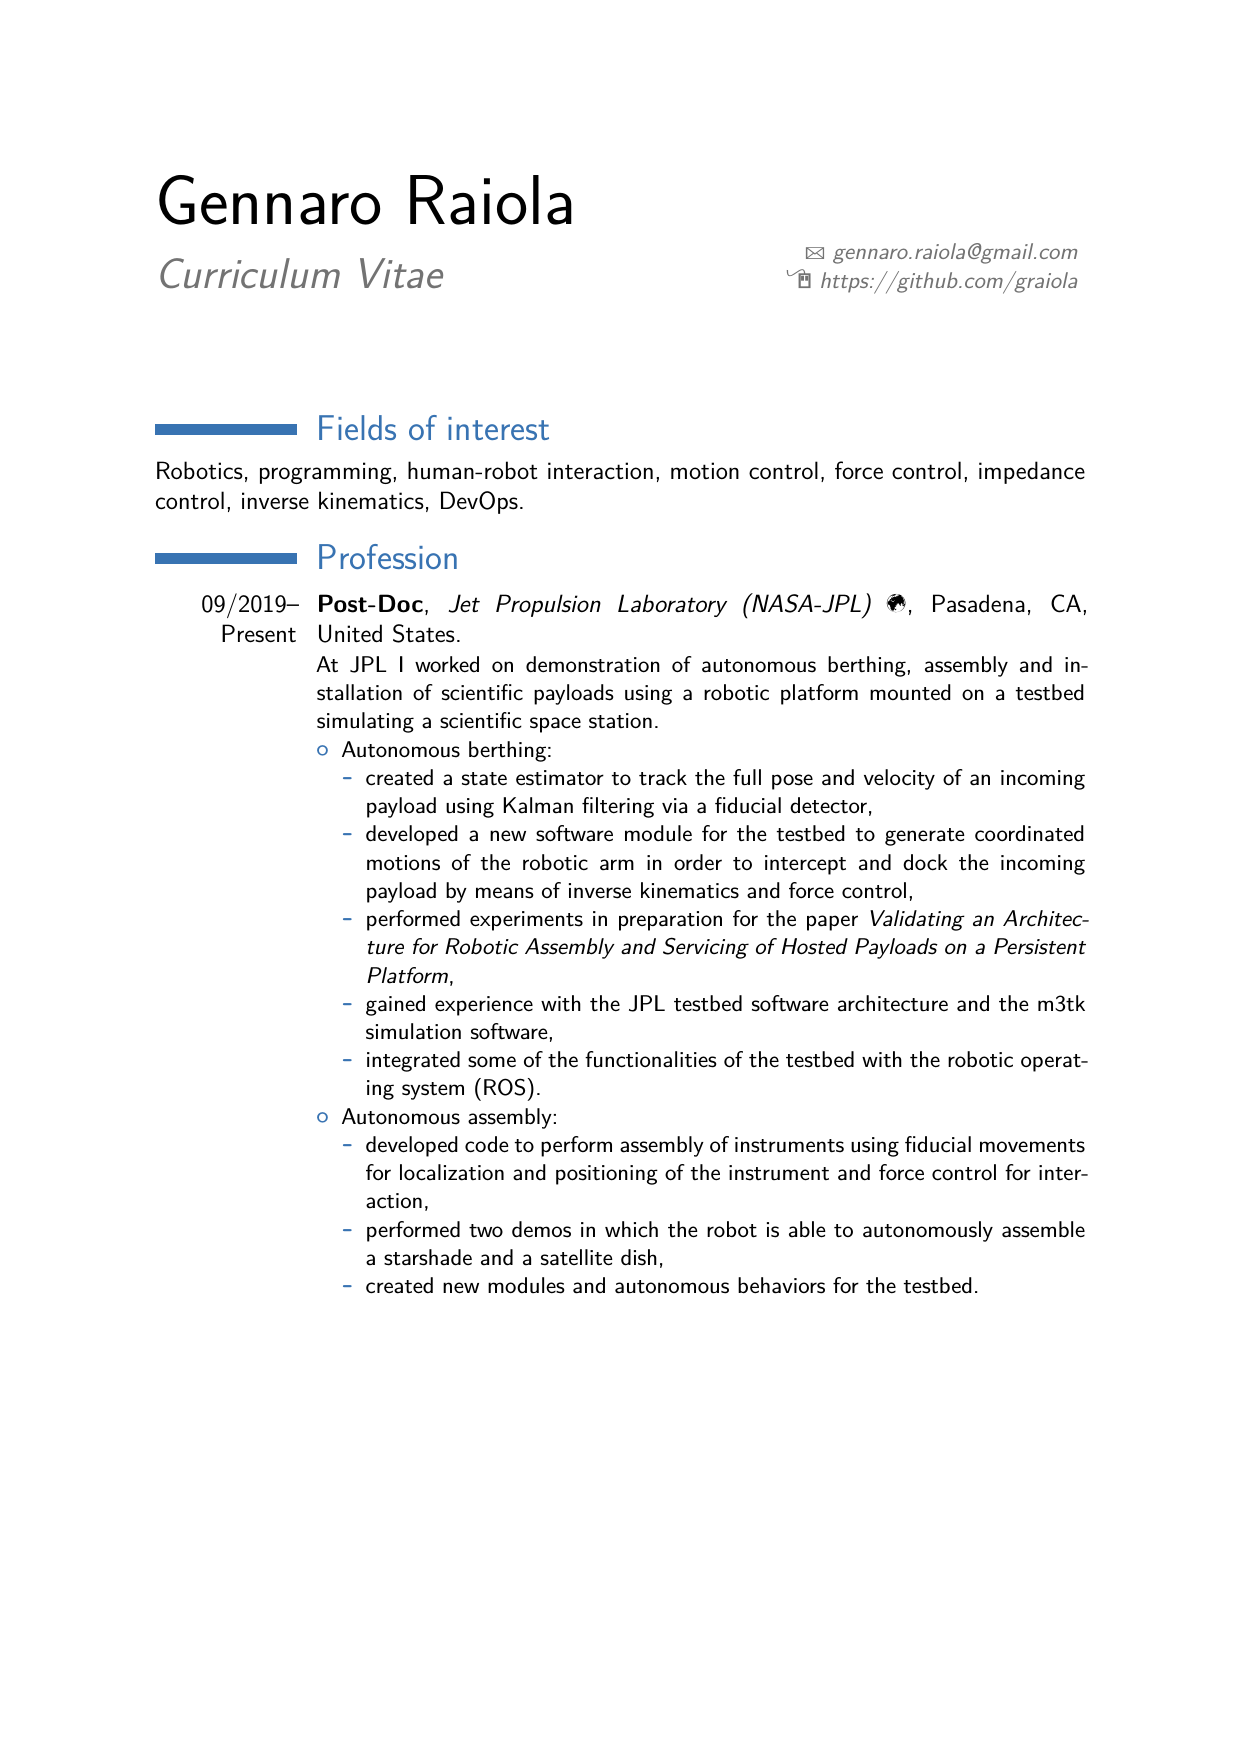 Gennaro Raiola
Curriculum Vitae
gennaro.raiola@gmail.com
https://github.com/graiola
Fields of interest
Robotics, programming, human-robot interaction, motion control, force control, impedance
control, inverse kinematics, DevOps.
Profession
09/2019–
Present
Post-Doc, Jet Propulsion Laboratory (NASA-JPL) , Pasadena, CA,
United States.
At JPL I worked on demonstration of autonomous berthing, assembly and in-
stallation of scientific payloads using a robotic platform mounted on a testbed
simulating a scientific space station.
○ Autonomous berthing:
- created a state estimator to track the full pose and velocity of an incoming
payload using Kalman filtering via a fiducial detector,
- developed a new software module for the testbed to generate coordinated
motions of the robotic arm in order to intercept and dock the incoming
payload by means of inverse kinematics and force control,
- performed experiments in preparation for the paper Validating an Architec-
ture for Robotic Assembly and Servicing of Hosted Payloads on a Persistent
Platform,
- gained experience with the JPL testbed software architecture and the m3tk
simulation software,
- integrated some of the functionalities of the testbed with the robotic operat-
ing system (ROS).
○ Autonomous assembly:
- developed code to perform assembly of instruments using fiducial movements
for localization and positioning of the instrument and force control for inter-
action,
- performed two demos in which the robot is able to autonomously assemble
a starshade and a satellite dish,
- created new modules and autonomous behaviors for the testbed.